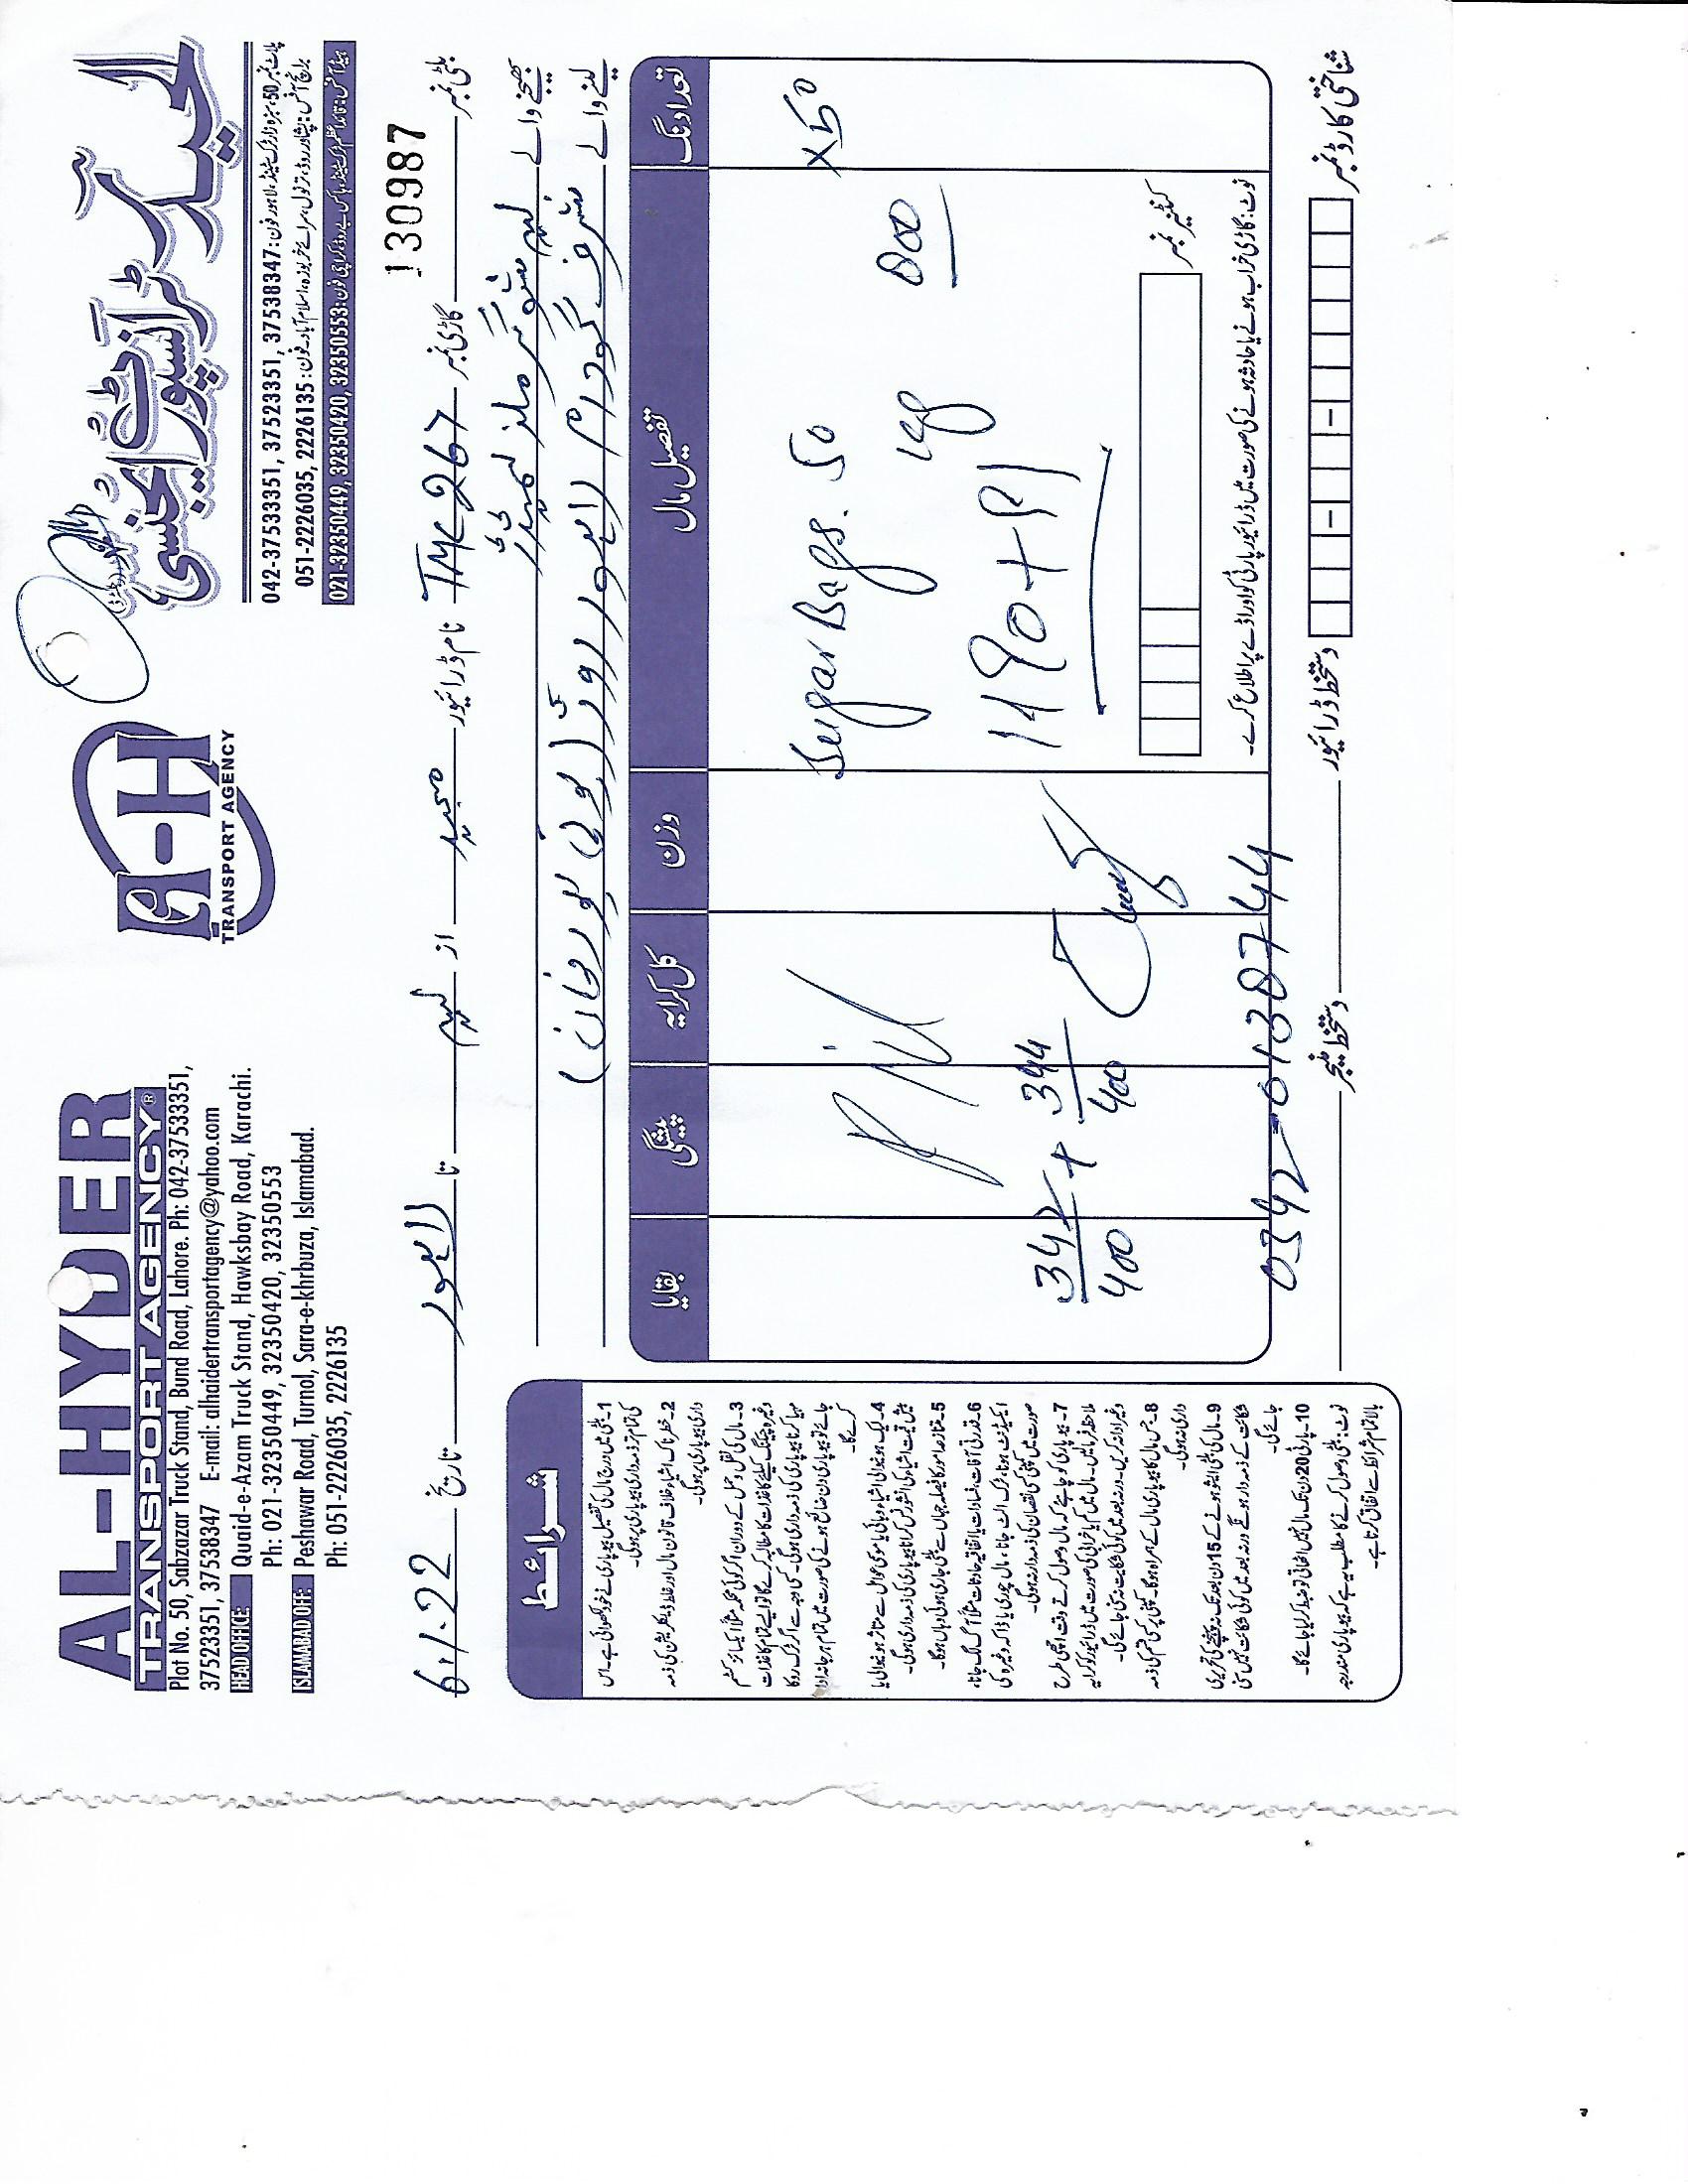 AL-HYDER
TRANSPORT AGENCY®
Plot No. 50, Sabzazar Truck Stand, Bund Road, Lahore. Ph: 042-37533351,
37523351, 37538347 E-mail: alhaidertransportagency@yahoo.com
HEAD OFFICE: Quaid-e-Azam Truck Stand, Hawksbay Road, Karachi.
Ph: 021-32350449, 32350420, 32350553
ISLAMABAD OFF: Peshawar Road, Turnol, Sara-e-khrbuza, Islamabad.
Ph: 051-2226035, 2226135
A-H
TRANSPORT AGENCY
الحیدر ٹرانسپورٹ ایجنسی
پلاٹ نمبر 50، سبزہ زار ٹرک سٹینڈ، لاہور فون: 042-37533351, 37523351, 37538347
برانچ آفس: پشاور روڈ، ترنول، سرائے خربوزہ، اسلام آباد۔ فون: 051-2226035, 2226135
ہیڈ آفس: قائداعظم ٹرک سٹینڈ، ہاکس بے روڈ، کراچی فون: 021-32350449, 32350420, 32350553
130987
بلٹی نمبر گاڑی نمبر TMC 267 نام ڈرائیور مجید از لیہ تا لاہور تاریخ 6.1.22
بھیجنے والے لیہ شوگر ملز لمیٹڈ
لینے والے شرف گودام لاہور روڈ
تعداد نگ تفصیل مال وزن کل کرایہ پیشگی بقایا
Sugar Bags. 50 x50
kg 800
342 + 344
400 400
کنٹینر نمبر
نوٹ: گاڑی خراب ہونے یا حادثہ ہونے کی صورت میں ڈرائیور پارٹی کو اور اڈے پر اطلاع کرے۔
0342-0138744
شناختی کارڈ نمبر دستخط ڈرائیور دستخط منیجر
شرائط
1۔ بلٹی میں درج مال کی تفصیل بیوپاری نے خود لکھوائی ہے۔ اس
کی تمام تر ذمہ داری بیوپاری پر ہوگی۔
2۔ خطرناک اشیاء خلاف قانون مال اور غلط ڈیکلریشن کی ذمہ
داری بیوپاری پر ہوگی۔
3۔ مال کی نقل و حمل کے دوران اگر کوئی محکمہ مثلاً ایکسائز کسٹم
وغیرہ چیکنگ کیلئے کاغذات کا مطالبہ کرے گا تو ایسے تمام کاغذات
مہیا کرنا بیوپاری کی ذمہ داری ہوگی۔ کسی وجہ سے اگر ٹرک روکا
جائے تو بیوپاری دن ضائع ہونے کی صورت میں تمام ہرجانہ ادا
کرے گا۔
4۔ لیک ہونیوالی اشیاء و بائی یا موسمی عوامل سے متاثر ہونیوالی یا
بیش قیمت اشیاء کی انشورنس کرانا بیوپاری کی ذمہ داری ہوگی۔
5۔ متنازعہ امور کا فیصلہ جہاں سے بلٹی جاری ہوئی وہاں ہوگا۔
6۔ قدرتی آفات، فسادات یا اتفاقیہ حادثات مثلاً آگ لگ جانا،
ایکسیڈنٹ ہونا، ٹرک الٹ جانا، مال چوری یا ڈاکہ وغیرہ کی
صورت میں کمپنی کسی نقصان کی ذمہ دار نہ ہوگی۔
7۔ بیوپاری کو چاہئے کہ مال وصول کرتے وقت اچھی طرح
ملاحظہ فرمالیں۔ مال میں کم یا خرابی کی صورت میں ڈرائیور کو کرایہ
وغیرہ ادا نہ کریں۔ ورنہ بعد میں کوئی شکایت نہ سنی جائے گی۔
8۔ جس مال کا بیوپاری مال کے ہمراہ ہوگا۔ کمپنی پر کسی قسم کی ذمہ
داری نہ ہوگی۔
9۔ مال کی بلٹی ایشو ہونے کے 15 دن بعد تک نہ پہنچنے کی تحریری
شکائت کے ذمہ دار ہونگے ورنہ بعد میں کوئی شکائت نہیں سنی
جائے گی۔
10۔ پارٹی 20 دن تک مال نہیں اٹھاتی تو ضبط کر لیا جائے گا۔
نوٹ: بلٹی وصول کرنے کا مطلب یہ ہے کہ بیوپاری مندرجہ
بالا تمام شرائط سے اتفاق کرتا ہے۔